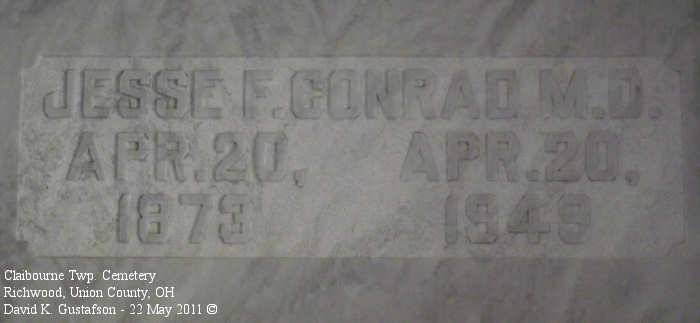 JESSE F. CONRAD M.D.
APR. 20, APR. 20,
1873 1949
Claibourne Twp. Cemetery
Richwood, Union County, OH
David K. Gustafson - 22 May 2011 ©